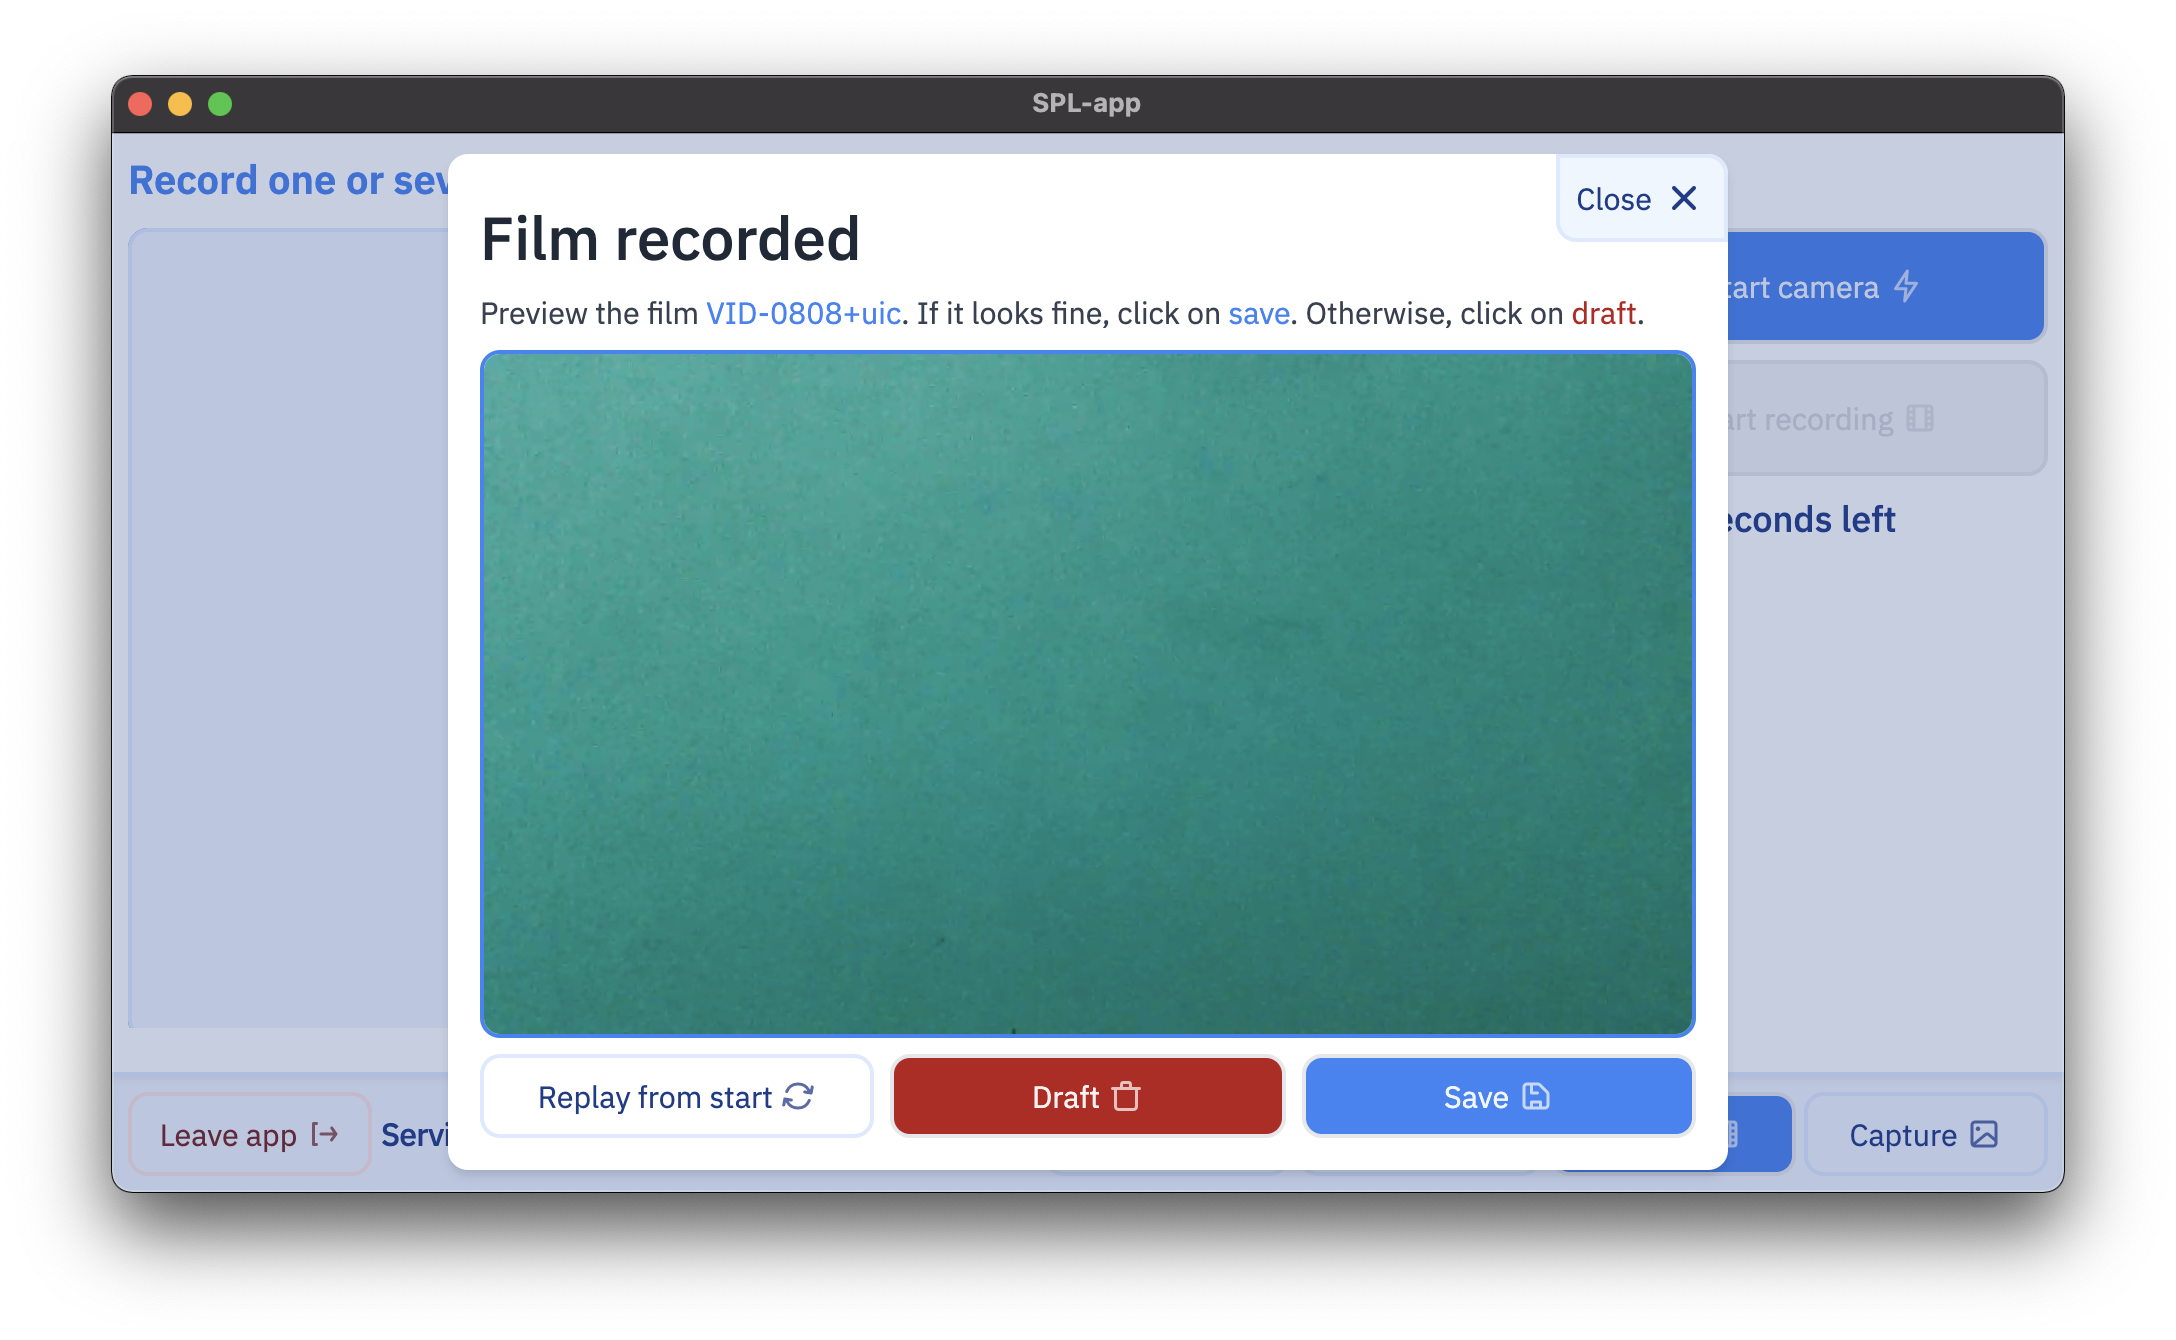 SPL-app
Record one or sev
Close
Film recorded
Preview the film VID-0808+uic. If it looks fine, click on save. Otherwise, click on draft.
tart camera
art recording
econds left
Replay from start
Draft
Save
Leave app
Servi
Capture